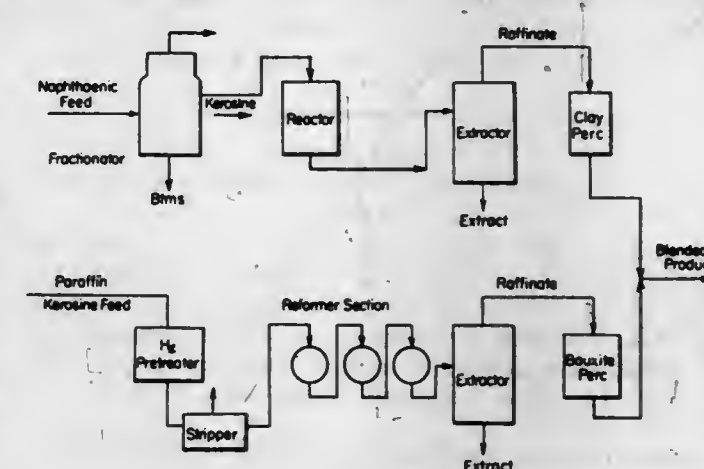 Raffinate
Naphthaenic
Feed
Kerosine
Reactor
Extractor
Clay
Perc
Fractionator
Btms
Extract
Blended
Produ
Paraffin
Kerosine Feed
Reformer Section
Raffinate
H2
Pretreater
Extractor
Bauxite
Perc
Stripper
Extract